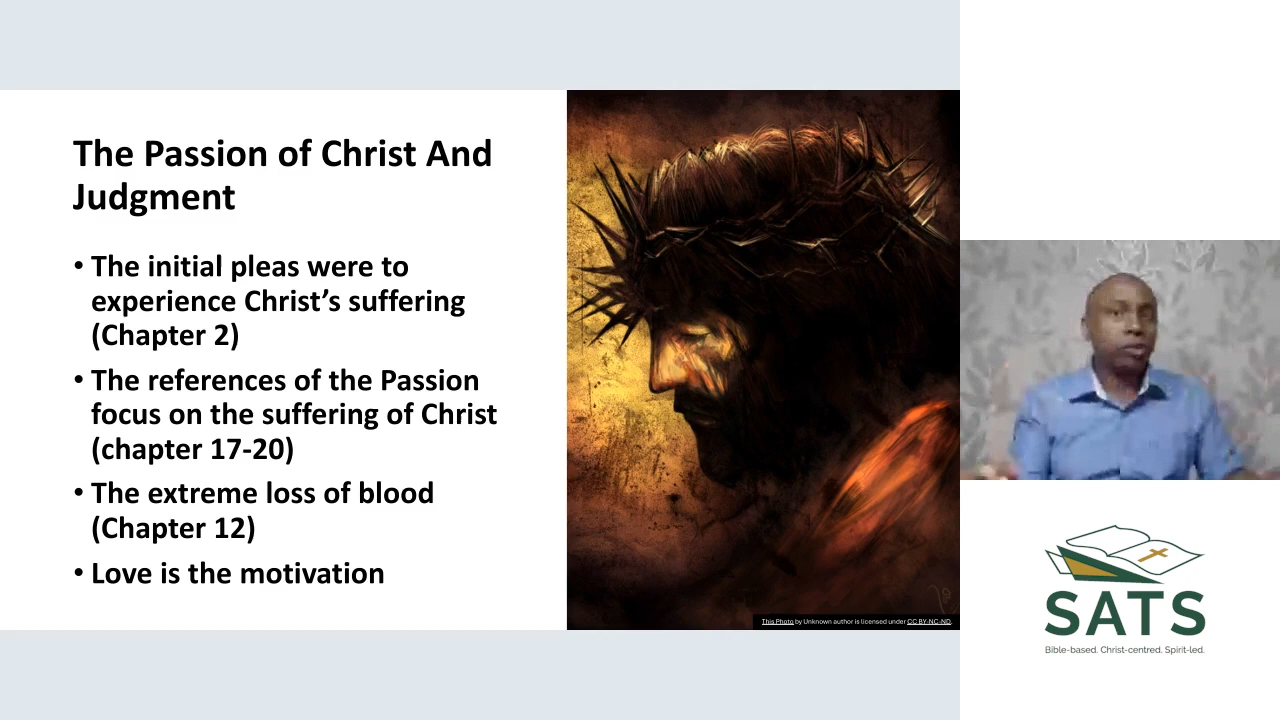 The Passion of Christ And
Judgment
• The initial pleas were to
experience Christ’s suffering
(Chapter 2)
• The references of the Passion
focus on the suffering of Christ
(chapter 17-20)
• The extreme loss of blood
(Chapter 12)
• Love is the motivation
This Photo by Unknown author is licensed under CC BY-NC-ND.
SATS
Bible-based. Christ-centred. Spirit-led.